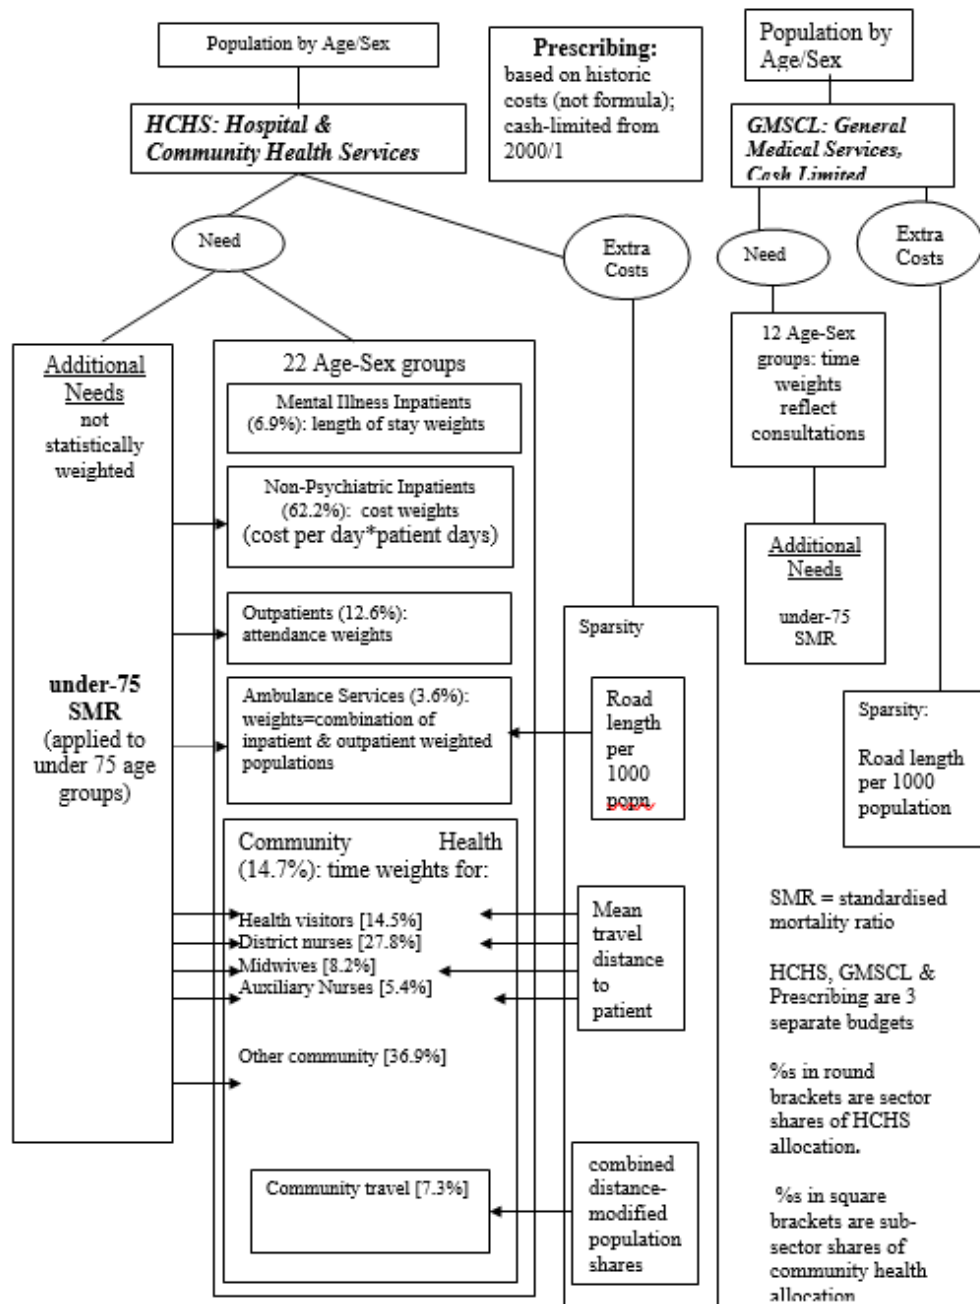 Population by Age/Sex
HCHS: Hospital &
Community Health Services
Prescribing:
based on historic
costs (not formula);
cash-limited from
2000/1
Population by
Age/Sex
GMSCL: General
Medical Services,
Cash Limited
Need
Extra
Costs
Need
Extra
Costs
Additional
Needs
not
statistically
weighted
under-75
SMR
(applied to
under 75 age
groups)
22 Age-Sex groups
Mental Illness Inpatients
(6.9%): length of stay weights
Non-Psychiatric Inpatients
(62.2%): cost weights
(cost per day*patient days)
Outpatients (12.6%):
attendance weights
Ambulance Services (3.6%):
weights=combination of
inpatient & outpatient weighted
populations
Community Health
(14.7%): time weights for:
Health visitors [14.5%]
District nurses [27.8%]
Midwives [8.2%]
Auxiliary Nurses [5.4%]
Other community [36.9%]
Community travel [7.3%]
Sparsity
Road
length
per
1000
popn
Mean
travel
distance
to
patient
combined
distance-
modified
population
shares
12 Age-Sex
groups: time
weights
reflect
consultations
Additional
Needs
under-75
SMR
Sparsity:
Road length
per 1000
population
SMR = standardised
mortality ratio
HCHS, GMSCL &
Prescribing are 3
separate budgets
%s in round
brackets are sector
shares of HCHS
allocation.
%s in square
brackets are sub-
sector shares of
community health
allocation